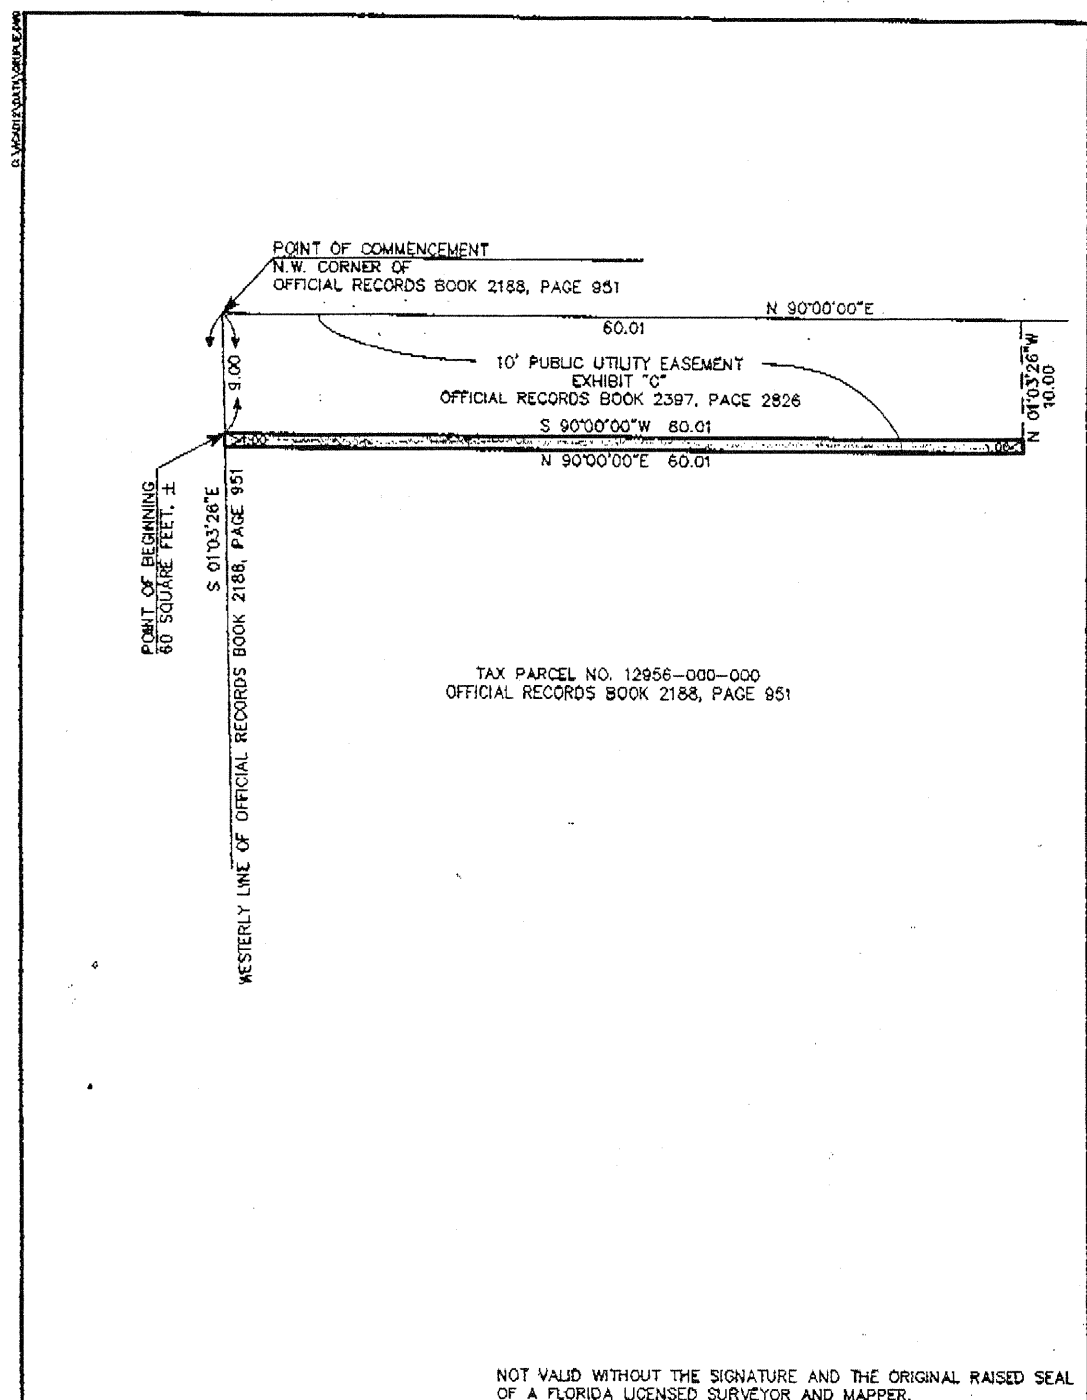 POINT OF COMMENCEMENT
N.W. CORNER OF
OFFICIAL RECORDS BOOK 2188, PAGE 951
N 90°00'00"E
60.01
10' PUBLIC UTILITY EASEMENT
EXHIBIT "C"
OFFICIAL RECORDS BOOK 2397, PAGE 2826
N 01°03'26"W
10.00
9.00
S 90°00'00"W 60.01
1.00
1.00
N 90°00'00"E 60.01
POINT OF BEGINNING
60 SQUARE FEET, ±
S 01°03'26"E
WESTERLY LINE OF OFFICIAL RECORDS BOOK 2188, PAGE 951
TAX PARCEL NO. 12956-000-000
OFFICIAL RECORDS BOOK 2188, PAGE 951
NOT VALID WITHOUT THE SIGNATURE AND THE ORIGINAL RAISED SEAL
OF A FLORIDA LICENSED SURVEYOR AND MAPPER.